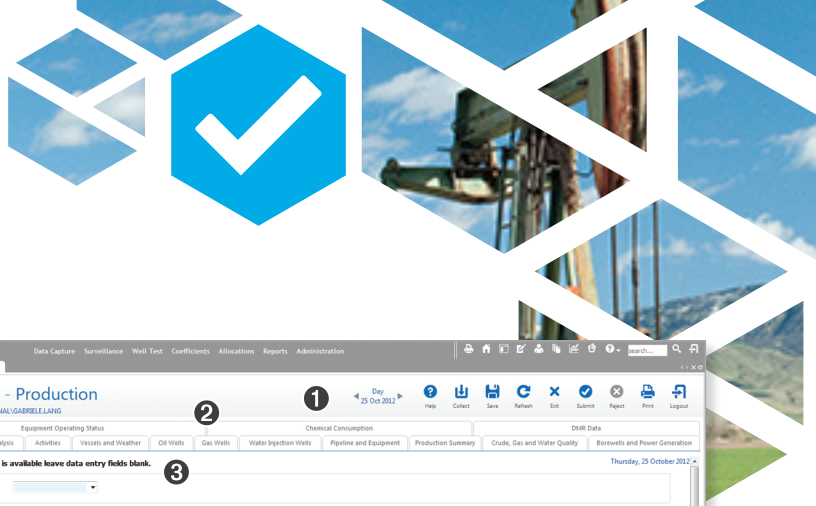 Data Capture Surveillance Well Test Coefficients Allocations Reports Administration search...
- Production
NAL\GABRIELE.LANG
1
Day
25 Oct 2012
Help Collect Save Refresh Exit Submit Reject Print Logout
2
Equipment Operating Status Chemical Consumption DMR Data
alysis Activities Vessels and Weather Oil Wells Gas Wells Water Injection Wells Pipeline and Equipment Production Summary Crude, Gas and Water Quality Borewells and Power Generation
is available leave data entry fields blank. 3 Thursday, 25 October 2012